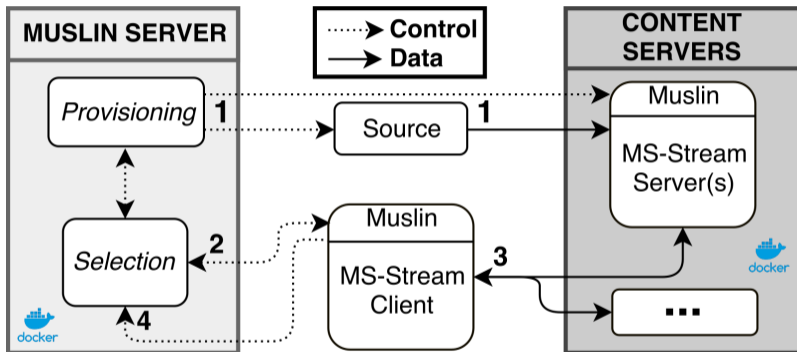 MUSLIN SERVER
Control
Data
CONTENT
SERVERS
Provisioning
1
Source
1
Muslin
MS-Stream
Server(s)
Selection
2
Muslin
MS-Stream
Client
3
4
docker
docker
...